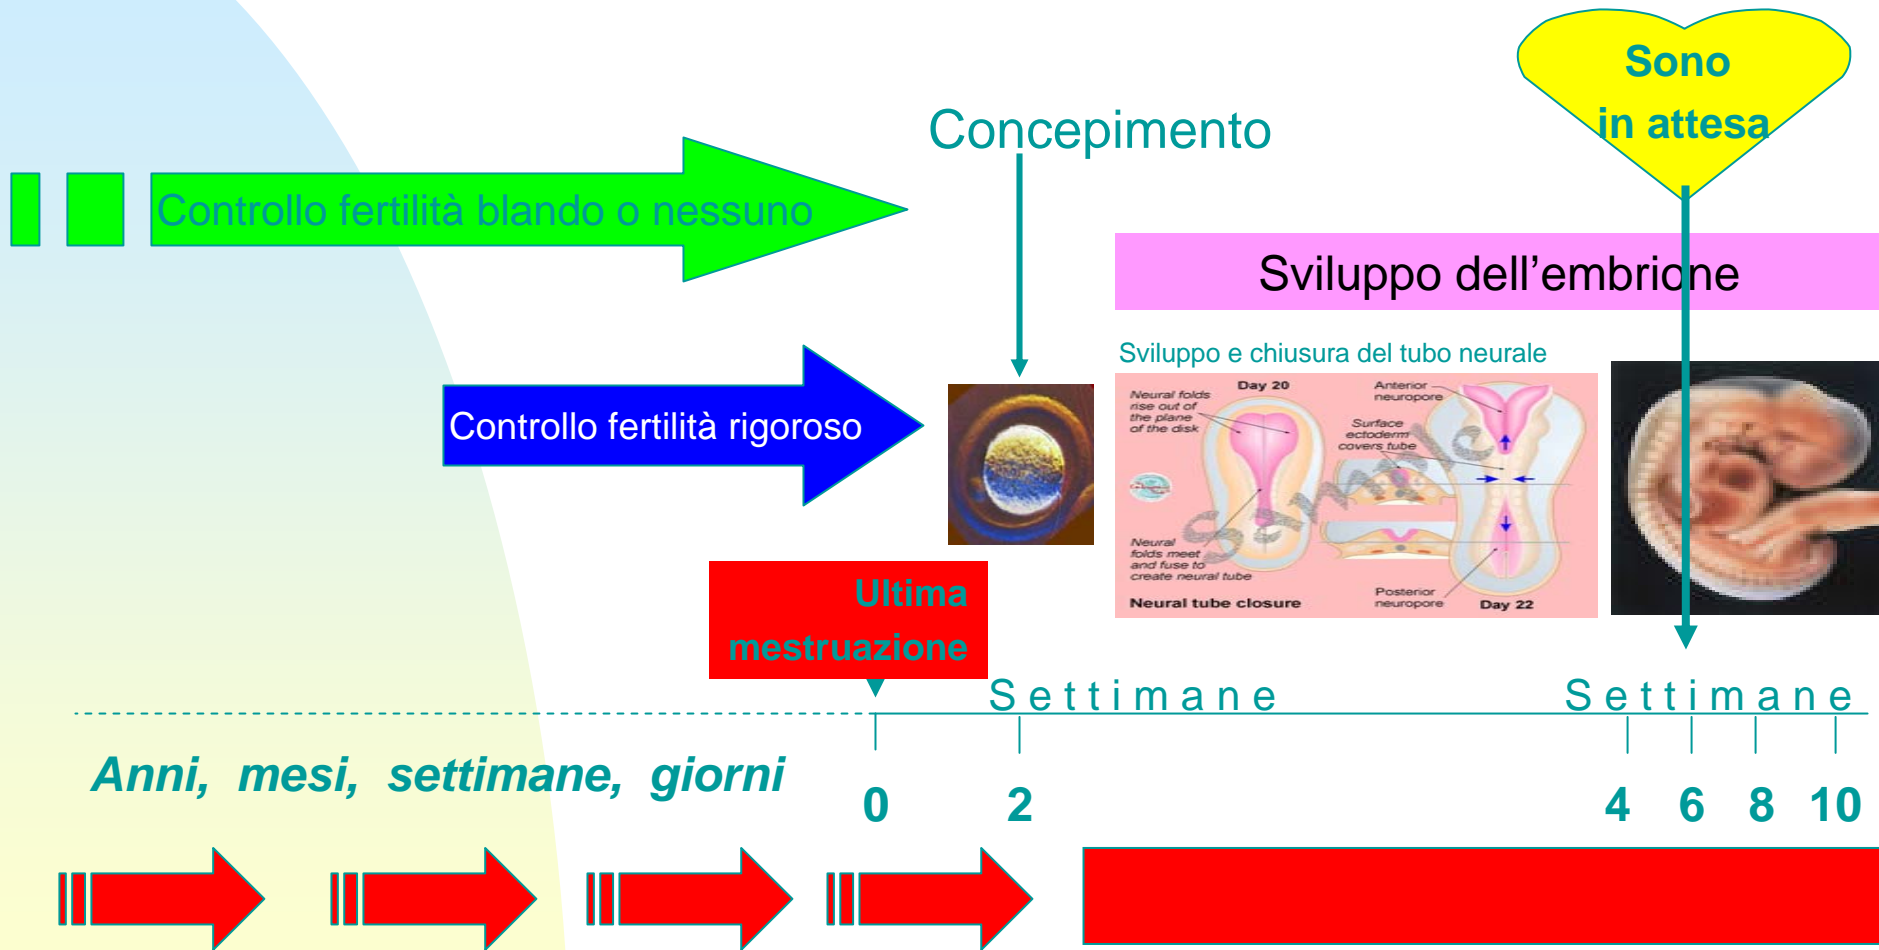 Sono
in attesa
Concepimento
Controllo fertilità blando o nessuno
Sviluppo dell’embrione
Sviluppo e chiusura del tubo neurale
Controllo fertilità rigoroso
Day 20
Neural folds
rise out of
the plane
of the disk
Anterior
neuropore
Surface
ectoderm
covers tube
Sample
Neural
folds meet
and fuse to
create neural tube
Neural tube closure
Posterior
neuropore
Day 22
Ultima
mestruazione
Settimane
Settimane
Anni, mesi, settimane, giorni
0 2 4 6 8 10